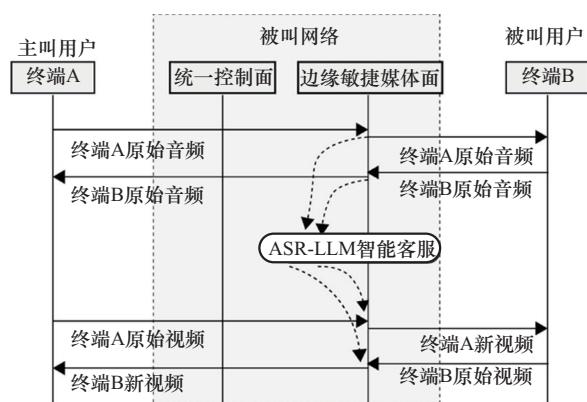 主叫用户
被叫网络
被叫用户
终端A
统一控制面
边缘敏捷媒体面
终端B
终端A原始音频
终端A原始音频
终端B原始音频
终端B原始音频
ASR-LLM智能客服
终端A原始视频
终端A新视频
终端B新视频
终端B原始视频